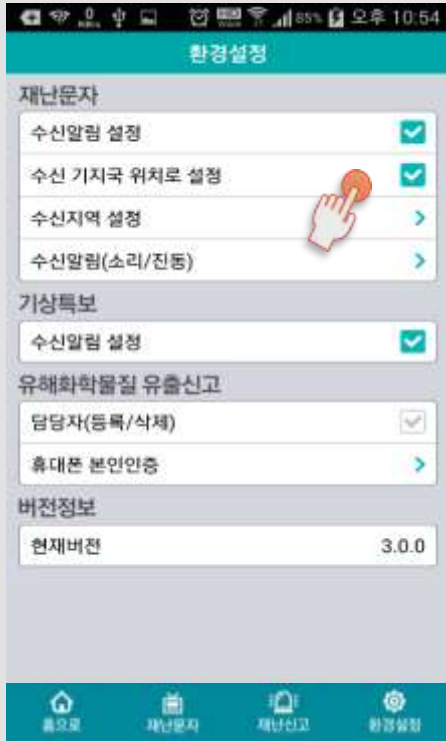 85% 오후 10:54
환경설정
재난문자
수신알림 설정
수신 기지국 위치로 설정
수신지역 설정
수신알림(소리/진동)
기상특보
수신알림 설정
유해화학물질 유출신고
담당자(등록/삭제)
휴대폰 본인인증
버전정보
현재버전 3.0.0
홈으로 재난문자 재난신고 환경설정